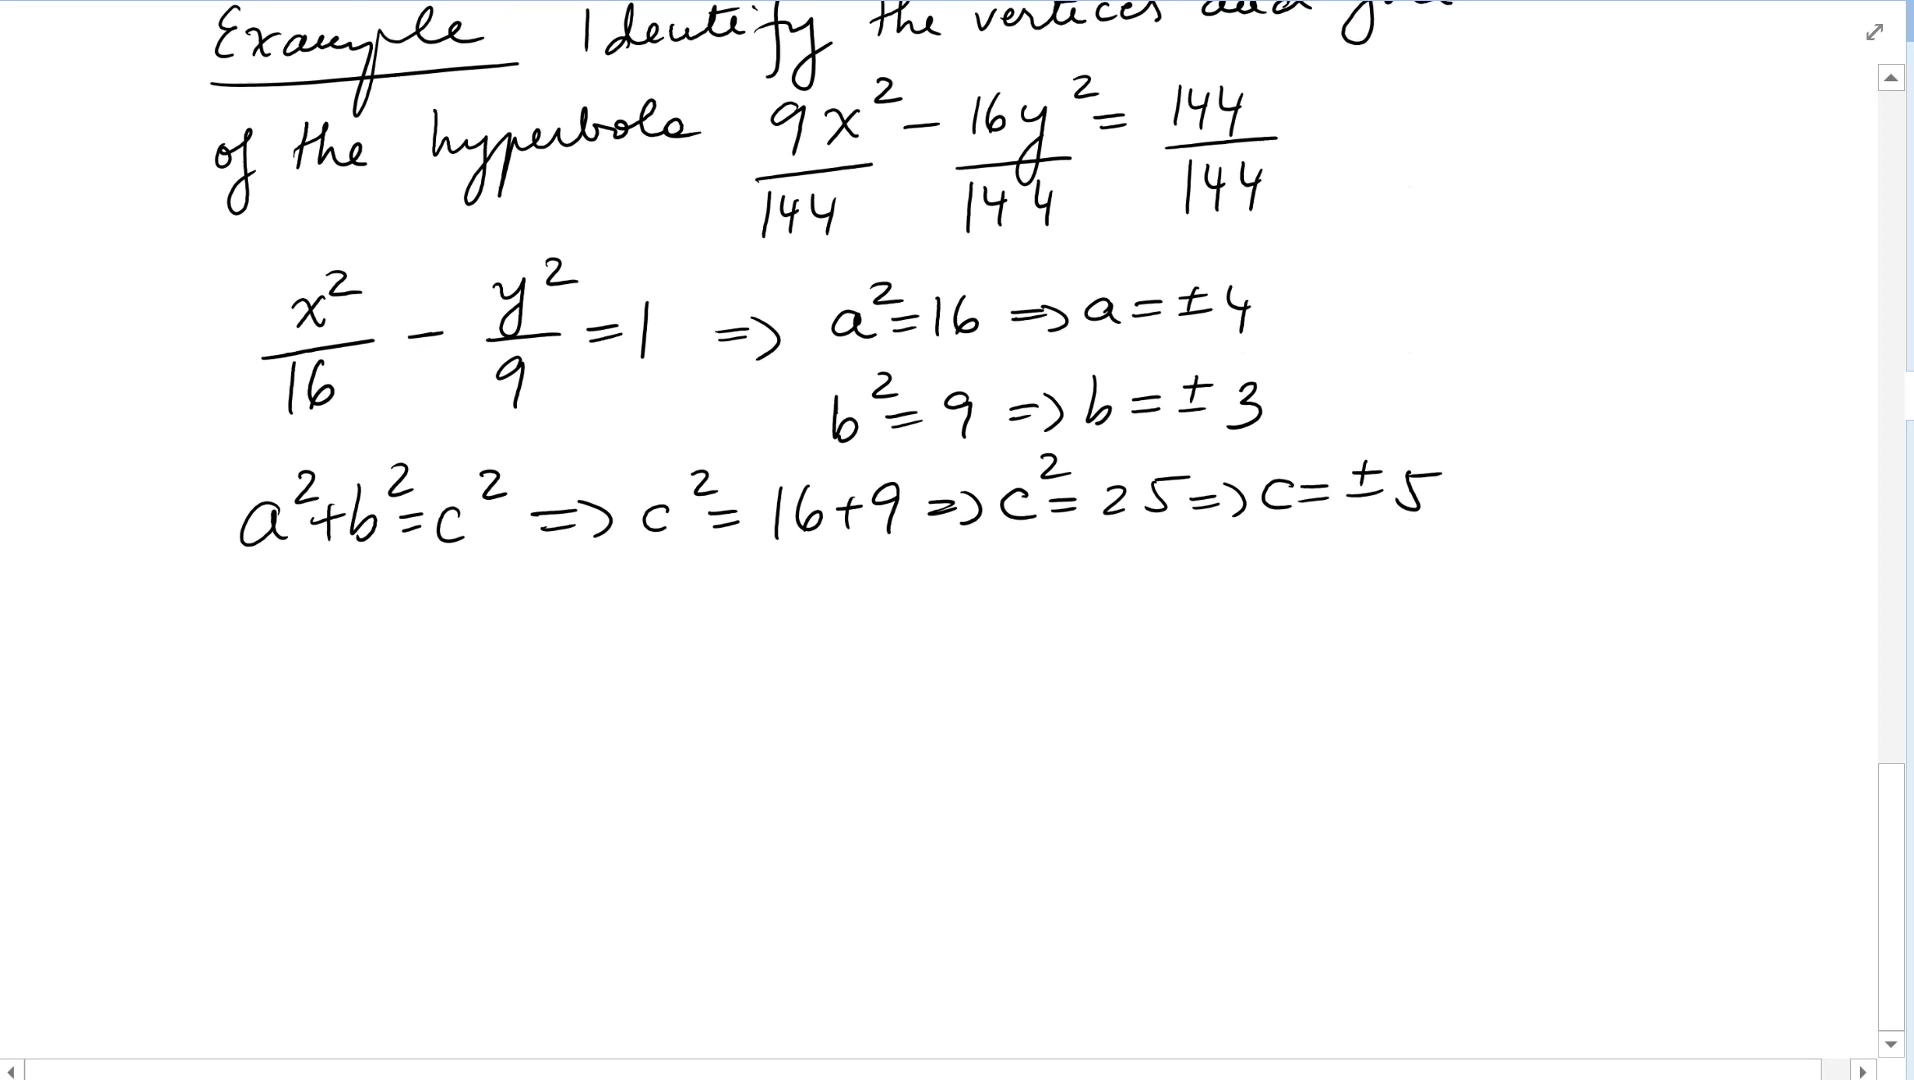 Example Identify the vertices and
of the hyperbola 9x²/144 - 16y²/144 = 144/144
x²/16 - y²/9 = 1 => a² = 16 => a = ±4
b² = 9 => b = ±3
a² + b² = c² => c² = 16+9 => c² = 25 => c = ±5